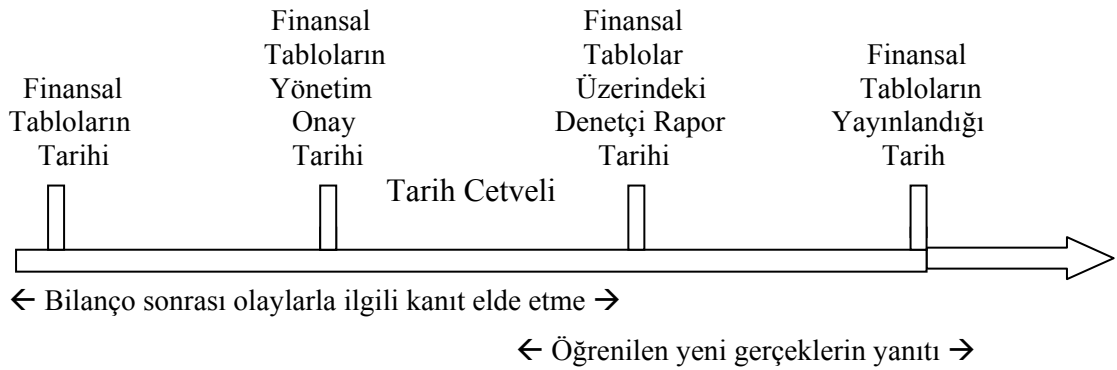 Finansal
Tabloların
Tarihi
Finansal
Tabloların
Yönetim
Onay
Tarihi
Finansal
Tablolar
Üzerindeki
Denetçi Rapor
Tarihi
Finansal
Tabloların
Yayınlandığı
Tarih
Tarih Cetveli
← Bilanço sonrası olaylarla ilgili kanıt elde etme →
← Öğrenilen yeni gerçeklerin yanıtı →